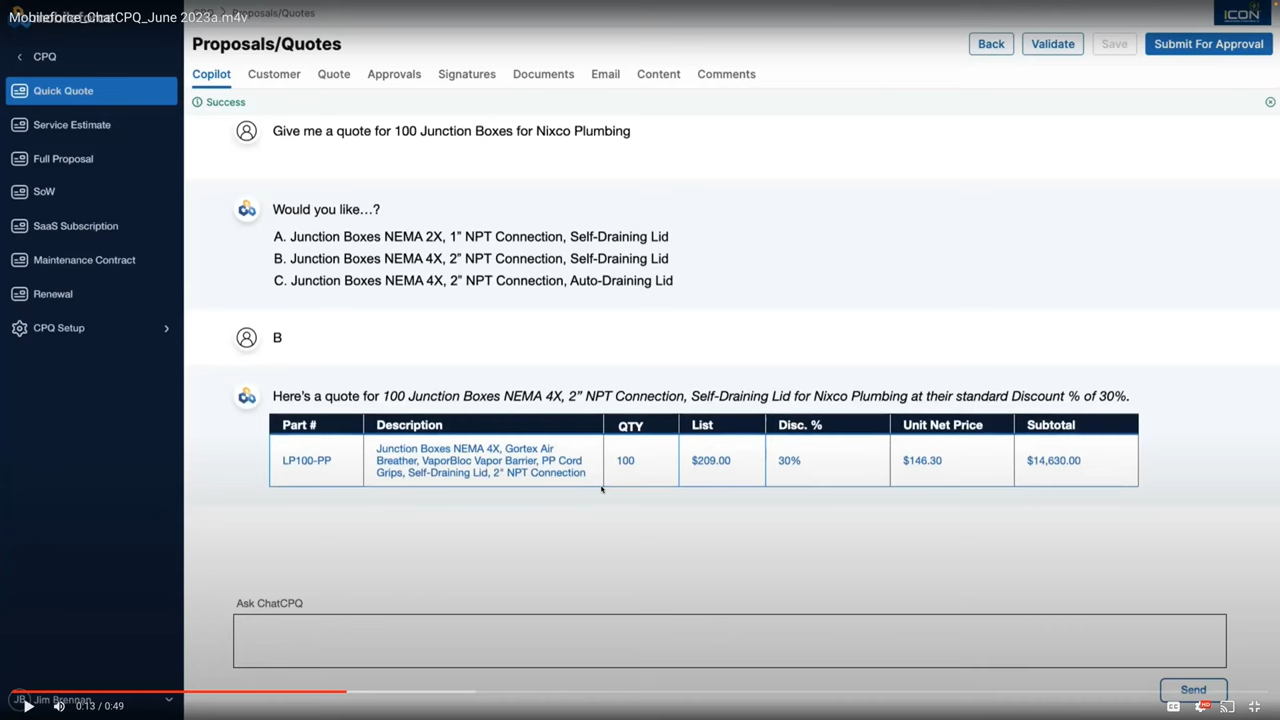 Mobileforce_ChatCPQ_June 2023a.m4v
Proposals/Quotes
ICON
Proposals/Quotes
Back
Validate
Save
Submit For Approval
CPQ
Quick Quote
Service Estimate
Full Proposal
SoW
SaaS Subscription
Maintenance Contract
Renewal
CPQ Setup
Copilot
Customer
Quote
Approvals
Signatures
Documents
Email
Content
Comments
Success
Give me a quote for 100 Junction Boxes for Nixco Plumbing
Would you like…?
A. Junction Boxes NEMA 2X, 1” NPT Connection, Self-Draining Lid
B. Junction Boxes NEMA 4X, 2” NPT Connection, Self-Draining Lid
C. Junction Boxes NEMA 4X, 2” NPT Connection, Auto-Draining Lid
B
Here’s a quote for 100 Junction Boxes NEMA 4X, 2” NPT Connection, Self-Draining Lid for Nixco Plumbing at their standard Discount % of 30%.
Part # Description QTY List Disc. % Unit Net Price Subtotal
Junction Boxes NEMA 4X, Gortex Air
LP100-PP Breather, VaporBloc Vapor Barrier, PP Cord 100 $209.00 30% $146.30 $14,630.00
Grips, Self-Draining Lid, 2" NPT Connection
Ask ChatCPQ
Send
JB Jim Brennan
0:13 / 0:49
CC HD